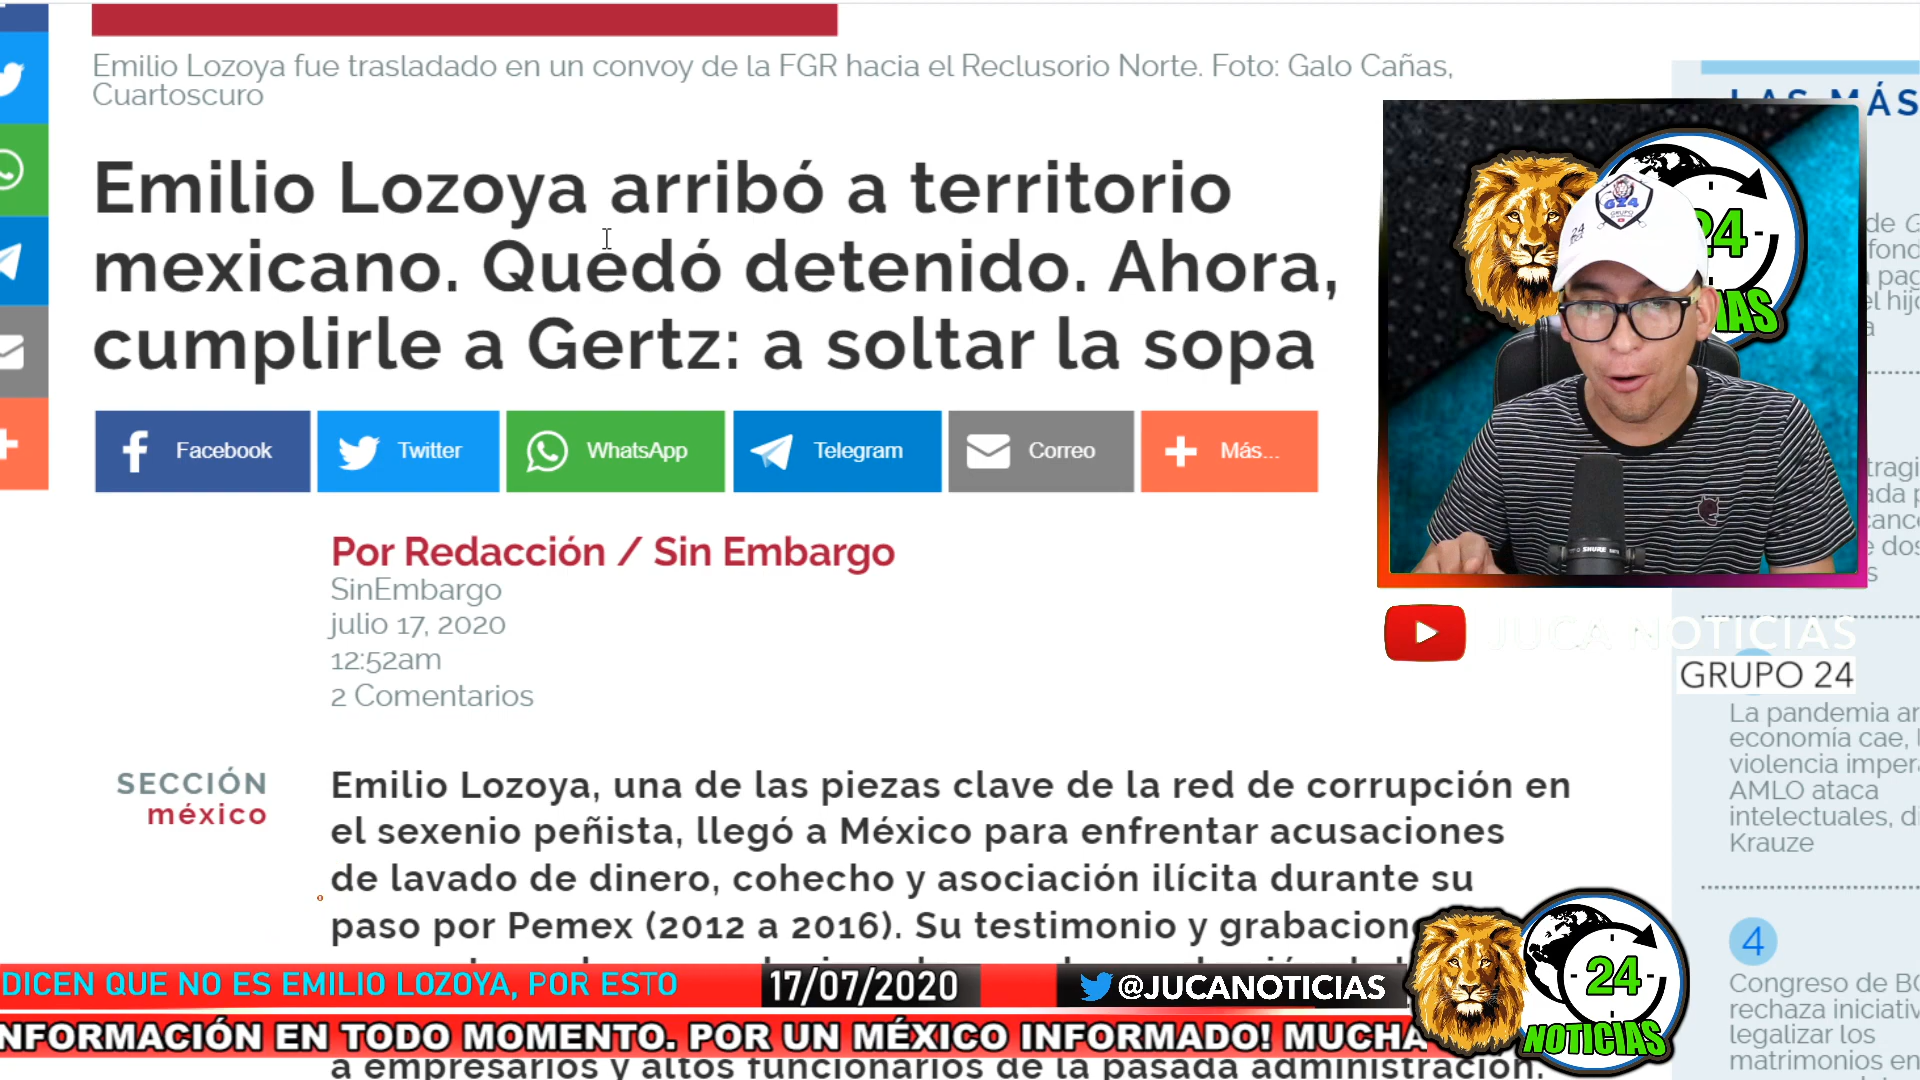 Emilio Lozoya fue trasladado en un convoy de la FGR hacia el Reclusorio Norte. Foto: Galo Cañas,
Cuartoscuro
LAS MÁS
Emilio Lozoya arribó a territorio
mexicano. Quedó detenido. Ahora,
cumplirle a Gertz: a soltar la sopa
Facebook
Twitter
WhatsApp
Telegram
Correo
Más...
G24
24
SHURE
Por Redacción / Sin Embargo
SinEmbargo
julio 17, 2020
12:52am
2 Comentarios
JUCA NOTICIAS
GRUPO 24
La pandemia
economía cae,
violencia
AMLO ataca
intelectuales,
Krauze
SECCIÓN
méxico
Emilio Lozoya, una de las piezas clave de la red de corrupción en
el sexenio peñista, llegó a México para enfrentar acusaciones
de lavado de dinero, cohecho y asociación ilícita durante su
paso por Pemex (2012 a 2016). Su testimonio y
4
Congreso de
rechaza
legalizar los
matrimonios en
DICEN QUE NO ES EMILIO LOZOYA, POR ESTO
17/07/2020
@JUCANOTICIAS
24
NOTICIAS
NFORMACIÓN EN TODO MOMENTO. POR UN MÉXICO INFORMADO! MUCHA
a empresarios y altos funcionarios de la pasada administración.